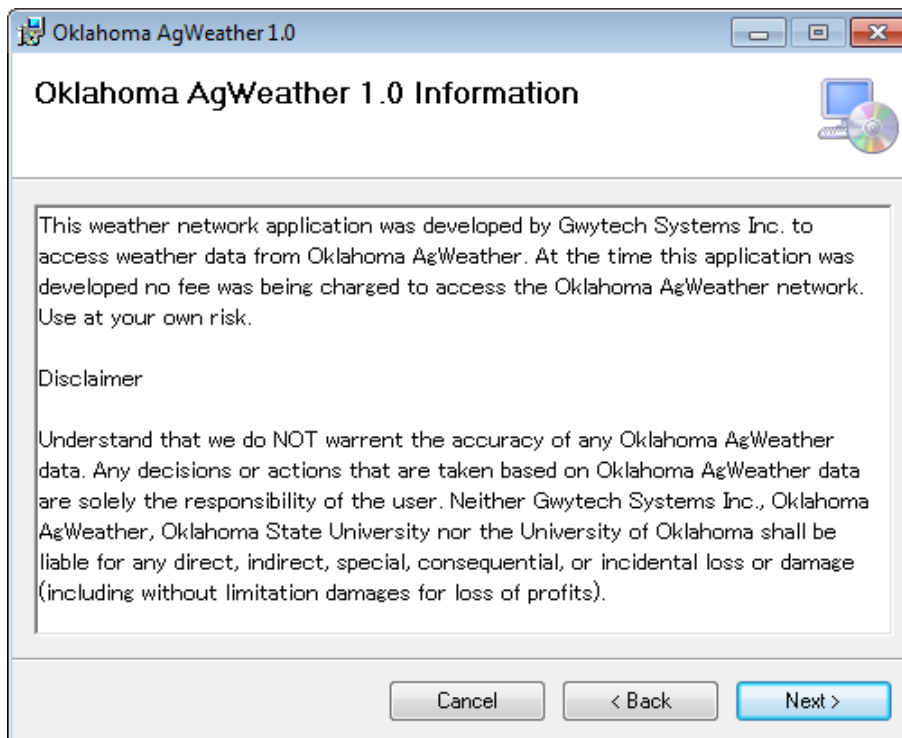 Oklahoma AgWeather 1.0
Oklahoma AgWeather 1.0 Information
This weather network application was developed by Gwytech Systems Inc. to
access weather data from Oklahoma AgWeather. At the time this application was
developed no fee was being charged to access the Oklahoma AgWeather network.
Use at your own risk.
Disclaimer
Understand that we do NOT warrent the accuracy of any Oklahoma AgWeather
data. Any decisions or actions that are taken based on Oklahoma AgWeather data
are solely the responsibility of the user. Neither Gwytech Systems Inc., Oklahoma
AgWeather, Oklahoma State University nor the University of Oklahoma shall be
liable for any direct, indirect, special, consequential, or incidental loss or damage
(including without limitation damages for loss of profits).
Cancel
< Back
Next >